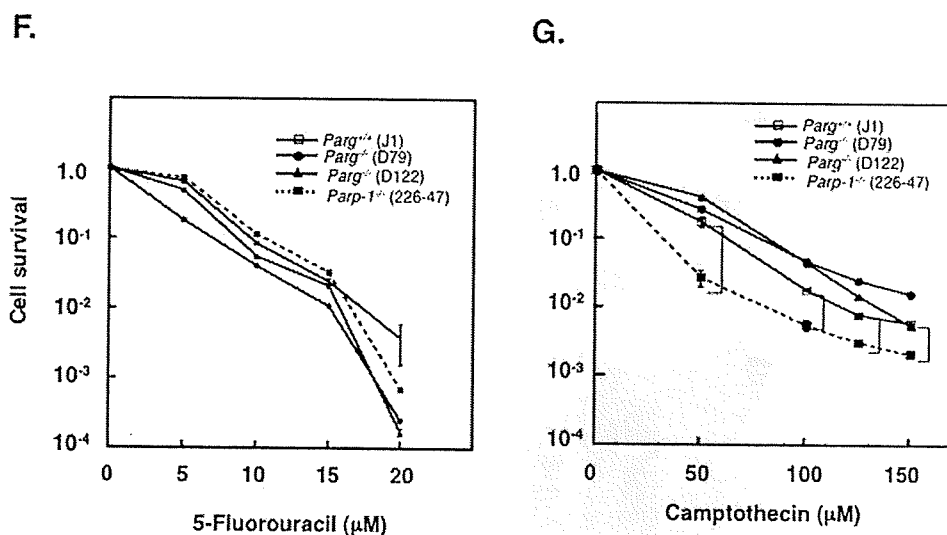 F.
Parg+/+ (J1)
Parg-/- (D79)
Parg-/- (D122)
Parp-1-/- (226-47)
1.0
10-1
10-2
10-3
10-4
Cell survival
0 5 10 15 20
5-Fluorouracil (μM)
G.
Parg+/+ (J1)
Parg-/- (D79)
Parg-/- (D122)
Parp-1-/- (226-47)
1.0
10-1
10-2
10-3
10-4
0 50 100 150
Camptothecin (μM)